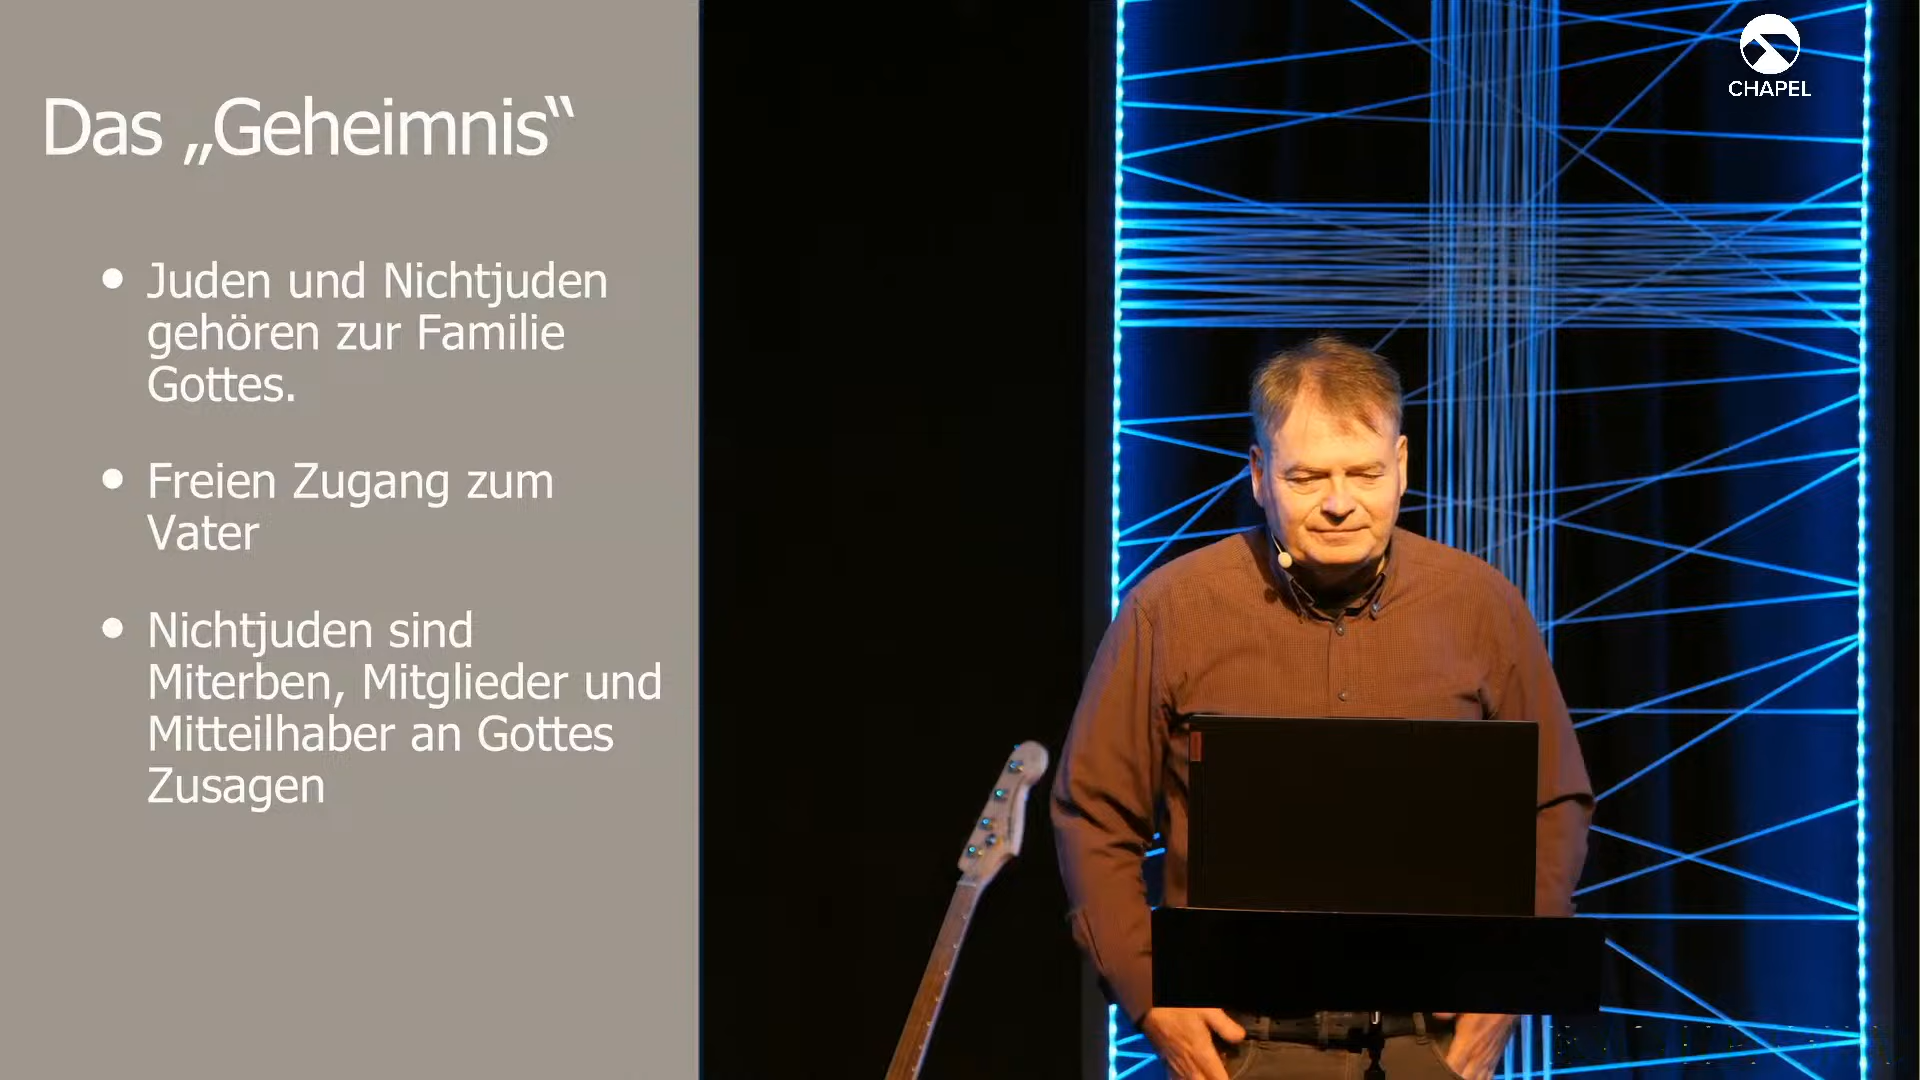 Das „Geheimnis“
• Juden und Nichtjuden
gehören zur Familie
Gottes.
• Freien Zugang zum
Vater
• Nichtjuden sind
Miterben, Mitglieder und
Mitteilhaber an Gottes
Zusagen
CHAPEL